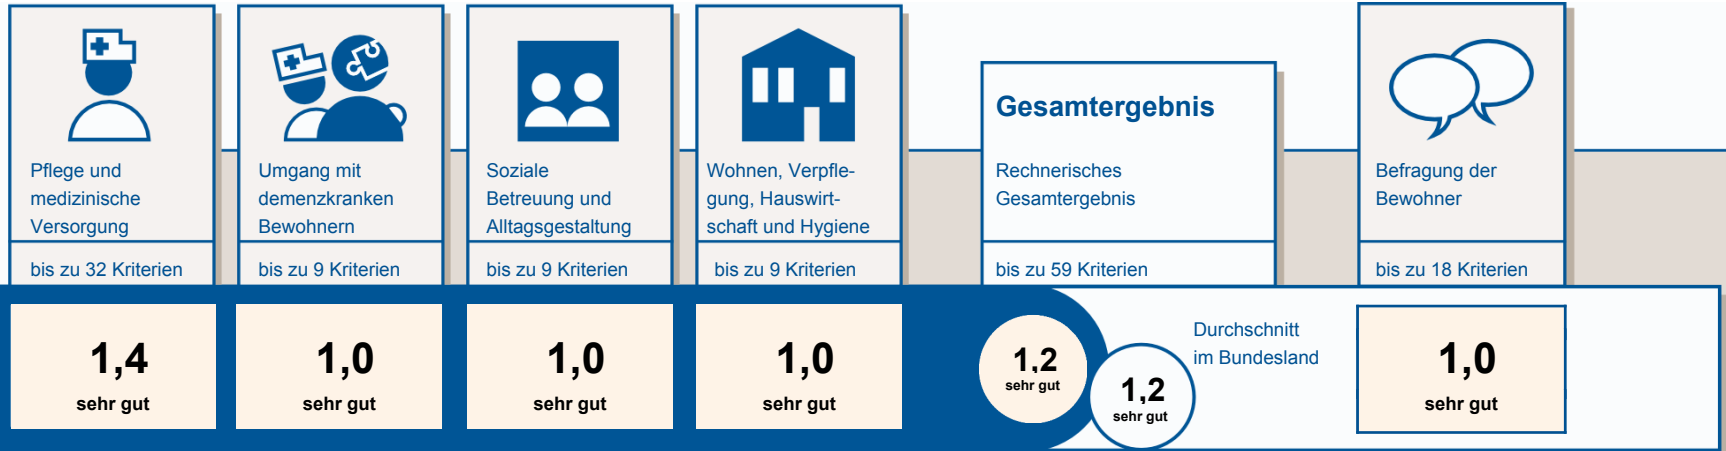 Pflege und
medizinische
Versorgung
bis zu 32 Kriterien
1,4
sehr gut
Umgang mit
demenzkranken
Bewohnern
bis zu 9 Kriterien
1,0
sehr gut
Soziale
Betreuung und
Alltagsgestaltung
bis zu 9 Kriterien
1,0
sehr gut
Wohnen, Verpfle-
gung, Hauswirt-
schaft und Hygiene
bis zu 9 Kriterien
1,0
sehr gut
Gesamtergebnis
Rechnerisches
Gesamtergebnis
bis zu 59 Kriterien
1,2
sehr gut
Durchschnitt
im Bundesland
1,2
sehr gut
Befragung der
Bewohner
bis zu 18 Kriterien
1,0
sehr gut